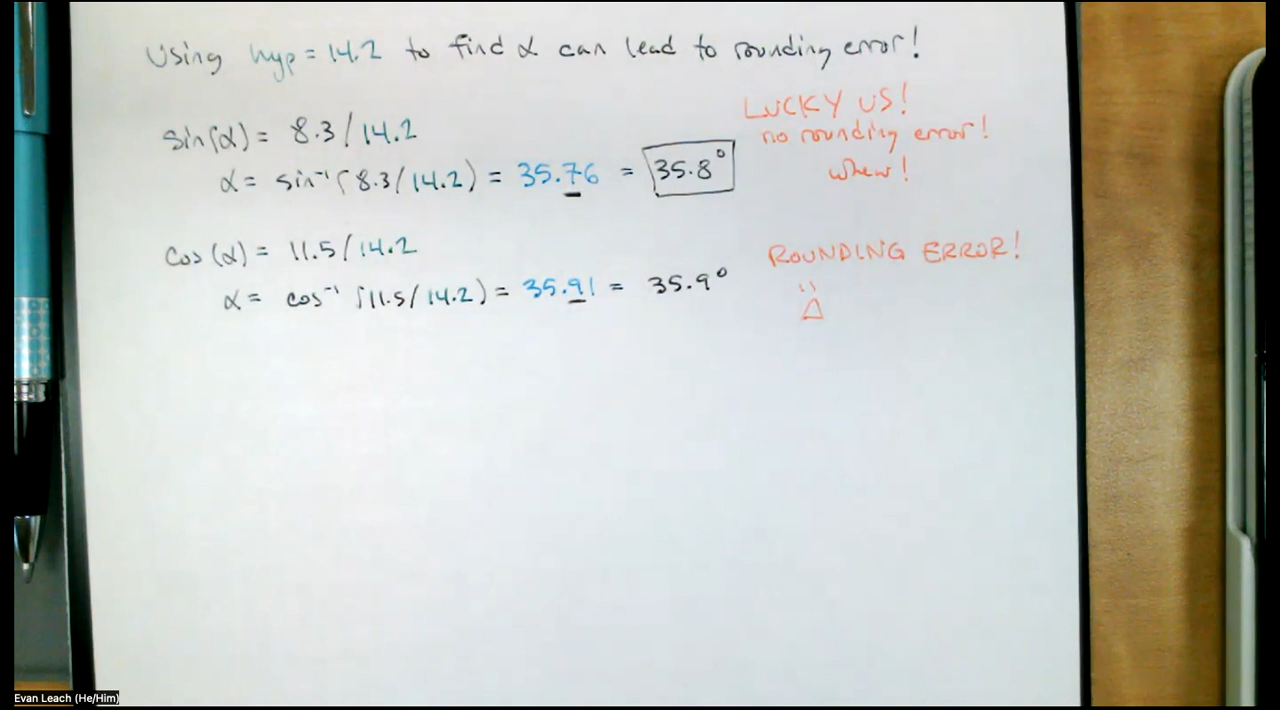 Using hyp = 14.2 to find α can lead to rounding error!
LUCKY US!
no rounding error!
whew!
sin(α) = 8.3/14.2
α = sin⁻¹(8.3/14.2) = 35.76 = 35.8°
cos(α) = 11.5/14.2
ROUNDING ERROR!
α = cos⁻¹(11.5/14.2) = 35.91 = 35.9°
Evan Leach (He/Him)